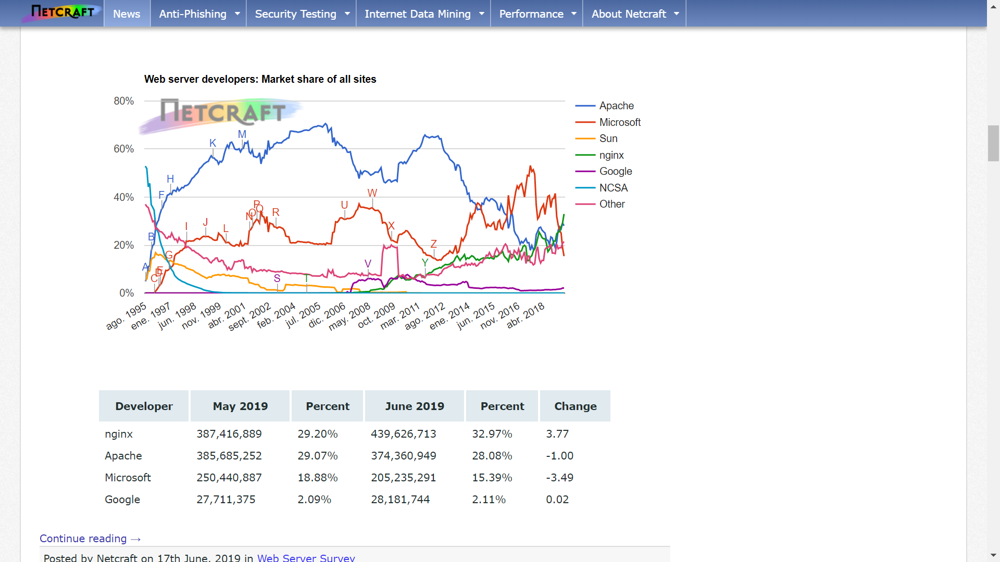 NETCRAFT
News
Anti-Phishing
Security Testing
Internet Data Mining
Performance
About Netcraft
Web server developers: Market share of all sites
NETCRAFT
80%
60%
40%
20%
0%
A
B
C
D
E
F
G
H
I
J
K
L
M
N
O
P
Q
R
S
T
U
V
W
X
Y
Z
ago. 1995
ene. 1997
jun. 1998
nov. 1999
abr. 2001
sept. 2002
feb. 2004
jul. 2005
dic. 2006
may. 2008
oct. 2009
mar. 2011
ago. 2012
ene. 2014
jun. 2015
nov. 2016
abr. 2018
Apache
Microsoft
Sun
nginx
Google
NCSA
Other
Developer May 2019 Percent June 2019 Percent Change
nginx 387,416,889 29.20% 439,626,713 32.97% 3.77
Apache 385,685,252 29.07% 374,360,949 28.08% -1.00
Microsoft 250,440,887 18.88% 205,235,291 15.39% -3.49
Google 27,711,375 2.09% 28,181,744 2.11% 0.02
Continue reading →
Posted by Netcraft on 17th June, 2019 in Web Server Survey